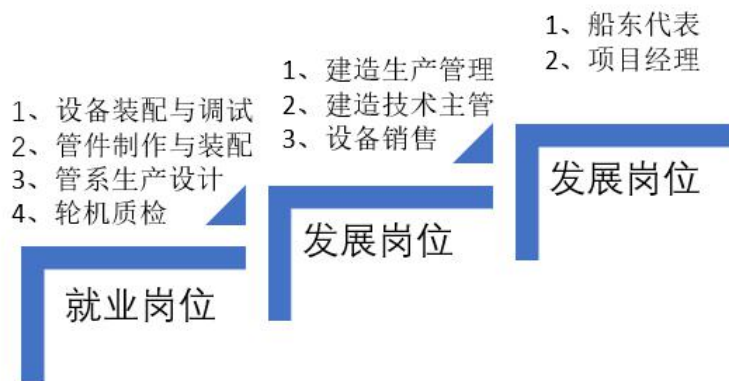 1、设备装配与调试
2、管件制作与装配
3、管系生产设计
4、轮机质检
就业岗位
1、建造生产管理
2、建造技术主管
3、设备销售
发展岗位
1、船东代表
2、项目经理
发展岗位